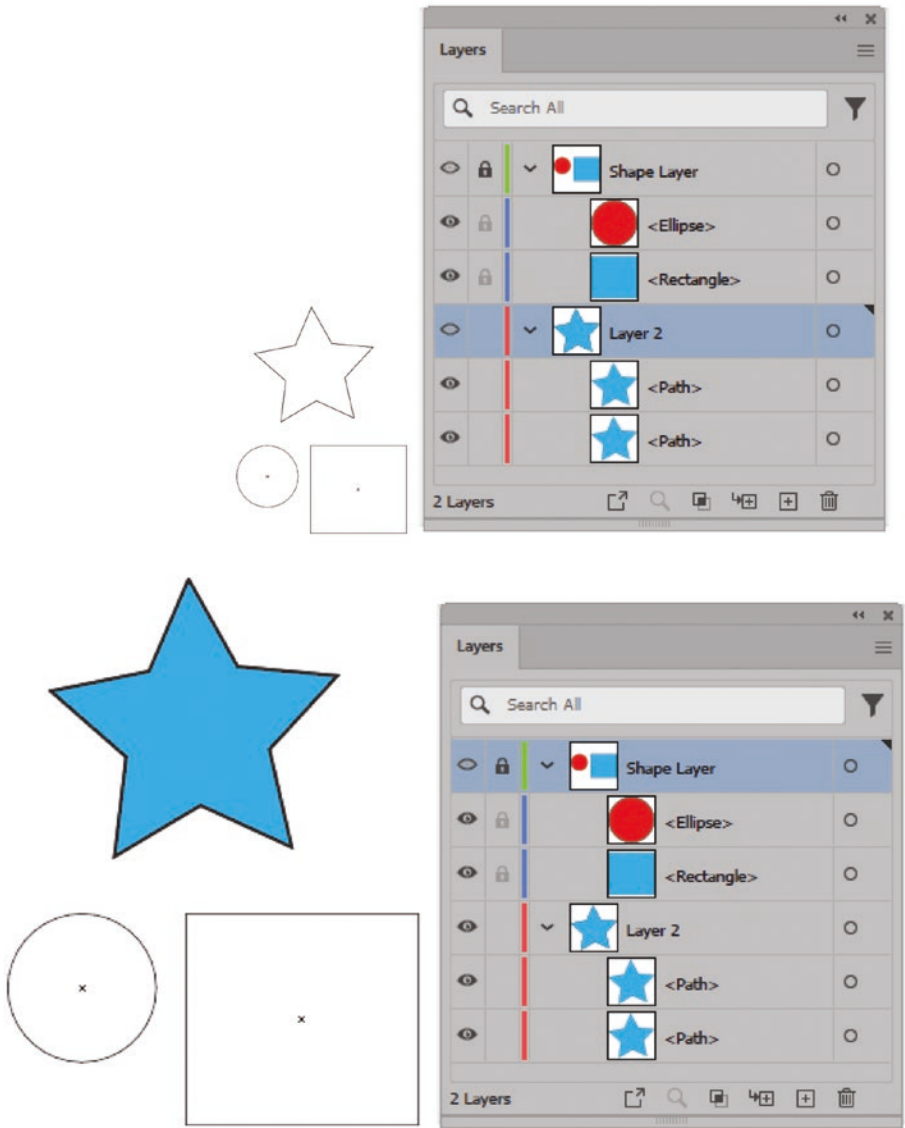 Layers
Search All
Shape Layer
<Ellipse>
<Rectangle>
Layer 2
<Path>
<Path>
2 Layers
Layers
Search All
Shape Layer
<Ellipse>
<Rectangle>
Layer 2
<Path>
<Path>
2 Layers